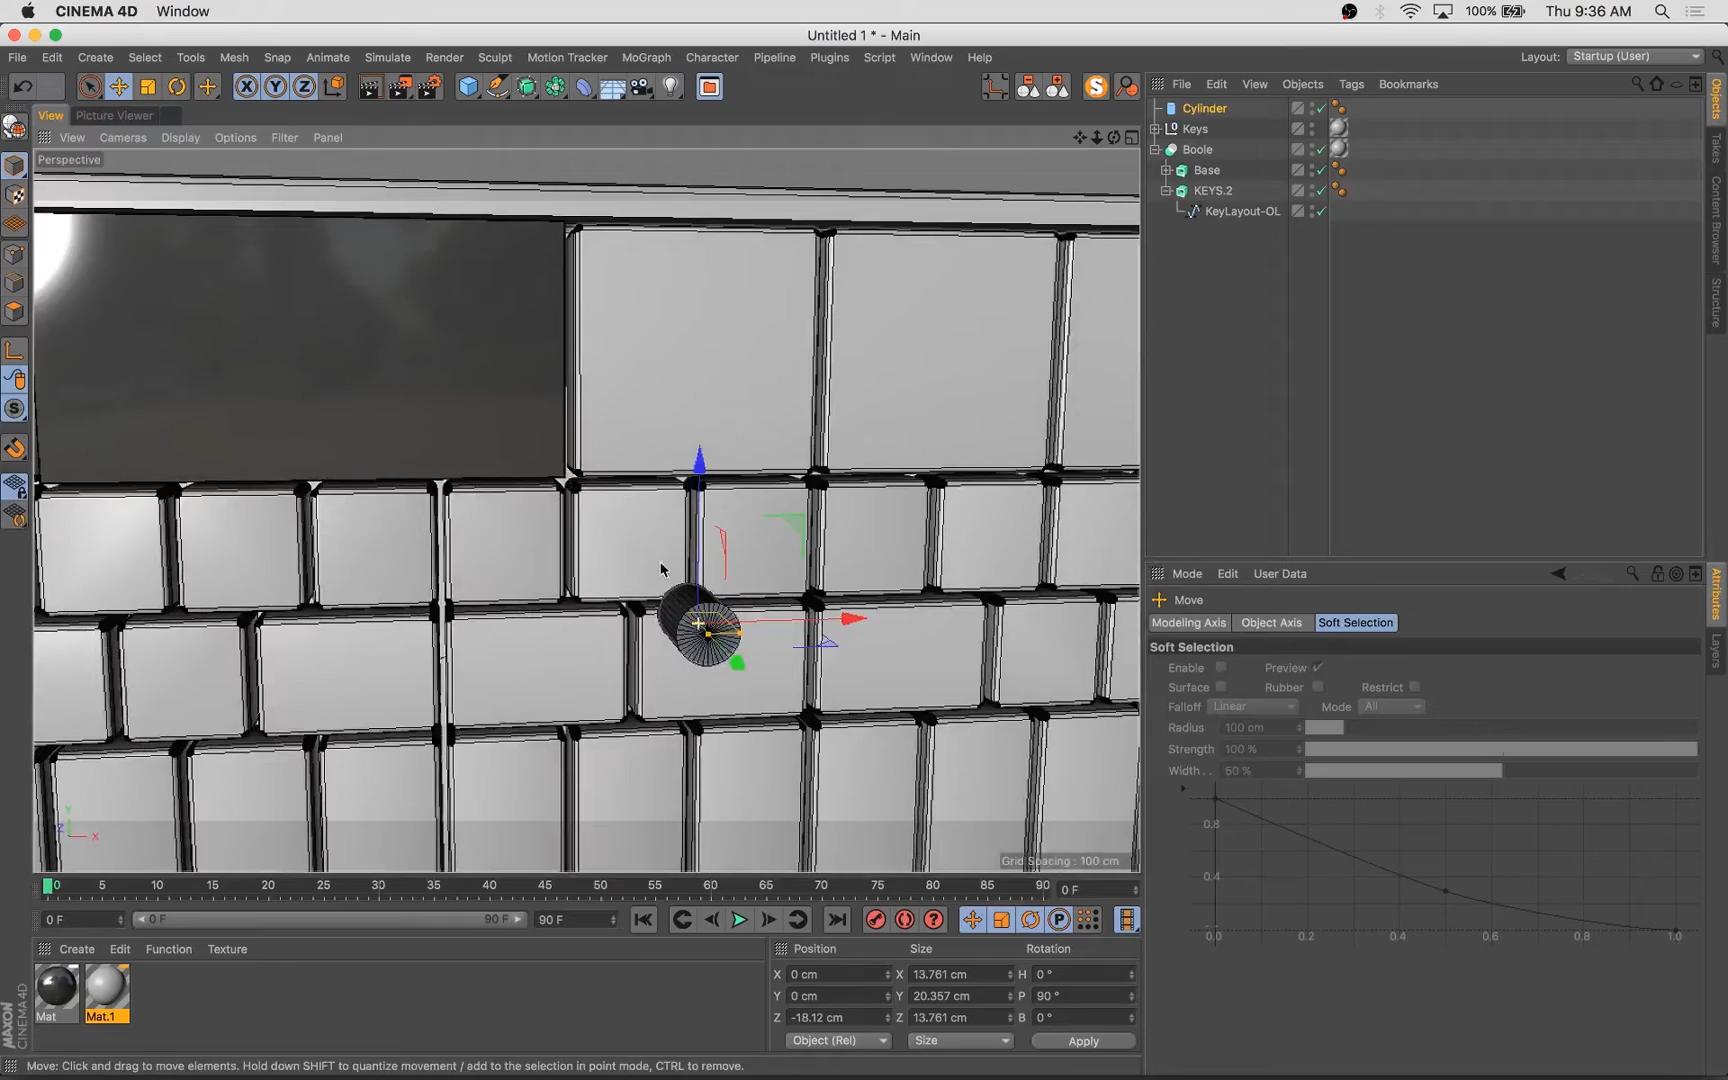 CINEMA 4D Window 100% Thu 9:36 AM
Untitled 1 * - Main
File Edit Create Select Tools Mesh Snap Animate Simulate Render Sculpt Motion Tracker MoGraph Character Pipeline Plugins Script Window Help Layout: Startup (User)
File Edit View Objects Tags Bookmarks
View Picture Viewer
View Cameras Display Options Filter Panel
Perspective
Cylinder
Keys
Boole
Base
KEYS.2
KeyLayout-OL
Objects
Takes
Content Browser
Structure
Mode Edit User Data
Move
Modeling Axis Object Axis Soft Selection
Soft Selection
Enable Preview
Surface Rubber Restrict
Falloff Linear Mode All
Radius 100 cm
Strength 100 %
Width . . 50 %
0.8
0.4
0.0 0.2 0.4 0.6 0.8 1.0
Attributes
Layers
Y
Z X
Grid Spacing : 100 cm
0 5 10 15 20 25 30 35 40 45 50 55 60 65 70 75 80 85 90 0 F
0 F 0 F 90 F 90 F
Create Edit Function Texture
Mat Mat.1
MAXON
CINEMA 4D
Position Size Rotation
X 0 cm X 13.761 cm H 0 °
Y 0 cm Y 20.357 cm P 90 °
Z -18.12 cm Z 13.761 cm B 0 °
Object (Rel) Size Apply
Move: Click and drag to move elements. Hold down SHIFT to quantize movement / add to the selection in point mode, CTRL to remove.